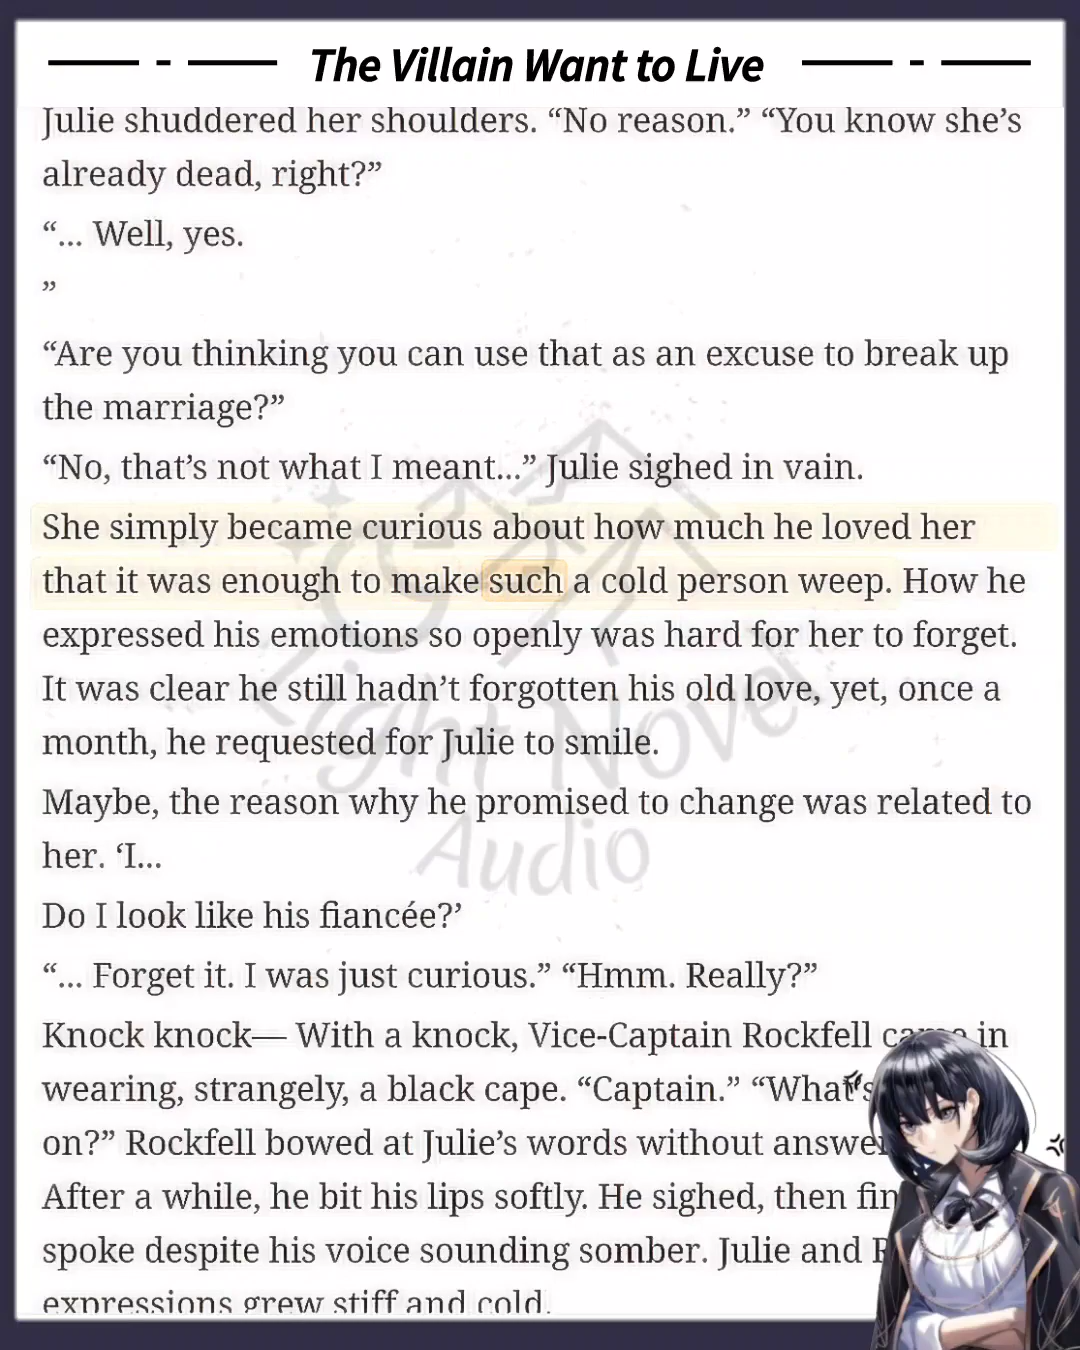 The Villain Want to Live
Julie shuddered her shoulders. “No reason.” “You know she’s
already dead, right?”
“... Well, yes.
”
“Are you thinking you can use that as an excuse to break up
the marriage?”
“No, that’s not what I meant...” Julie sighed in vain.
She simply became curious about how much he loved her
that it was enough to make such a cold person weep. How he
expressed his emotions so openly was hard for her to forget.
It was clear he still hadn’t forgotten his old love, yet, once a
month, he requested for Julie to smile.
Maybe, the reason why he promised to change was related to
her. ‘I...
Do I look like his fiancée?’
“... Forget it. I was just curious.” “Hmm. Really?”
Knock knock— With a knock, Vice-Captain Rockfell came in
wearing, strangely, a black cape. “Captain.” “What’s
on?” Rockfell bowed at Julie’s words without
After a while, he bit his lips softly. He sighed, then
spoke despite his voice sounding somber. Julie and
expressions grew stiff and cold.
Light Novel
Audio